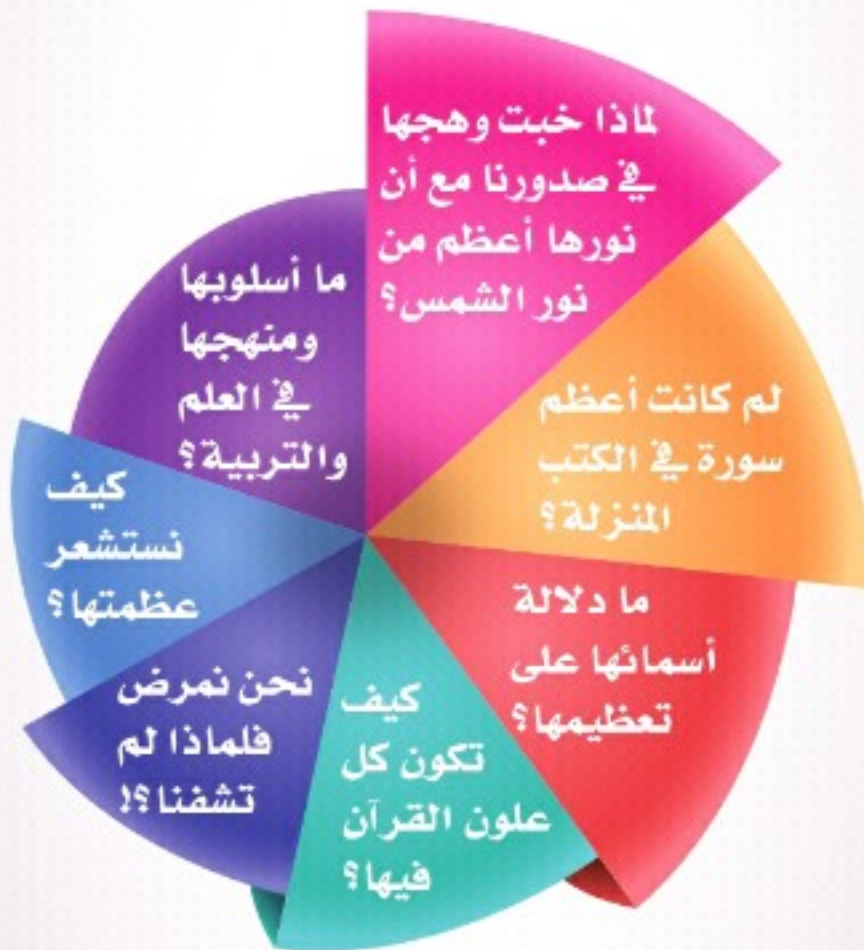 لماذا خبت وهجها
في صدورنا مع أن
نورها أعظم من
نور الشمس؟
لم كانت أعظم
سورة في الكتب
المنزلة؟
ما دلالة
أسمائها على
تعظيمها؟
كيف
تكون كل
علون القرآن
فيها؟
نحن نمرض
فلماذا لم
تشفنا؟!
كيف
نستشعر
عظمتها؟
ما أسلوبها
ومنهجها
في العلم
والتربية؟